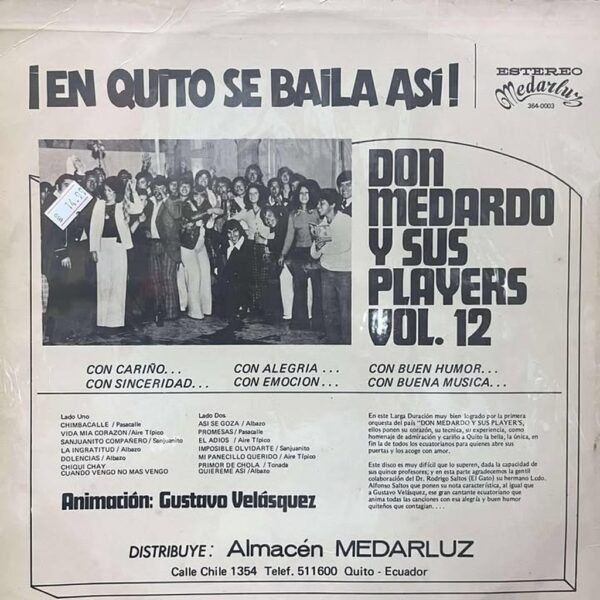 ¡EN QUITO SE BAILA ASÍ!
ESTEREO
Medarluz
364-0003
14.00
DON
MEDARDO
Y SUS
PLAYERS
VOL. 12
CON CARIÑO... CON ALEGRIA... CON BUEN HUMOR...
CON SINCERIDAD... CON EMOCION... CON BUENA MUSICA...
Lado Uno
CHIMBACALLE / Pasacalle
VIDA MIA CORAZON / Aire Típico
SANJUANITO COMPAÑERO / Sanjuanito
LA INGRATITUD / Albazo
DOLENCIAS / Albazo
CHIQUI CHAY
CUANDO VENGO NO MAS VENGO
Lado Dos
ASI SE GOZA / Albazo
PROMESAS / Pasacalle
EL ADIOS / Aire Típico
IMPOSIBLE OLVIDARTE / Sanjuanito
MI PANECILLO QUERIDO / Aire Típico
PRIMOR DE CHOLA / Tonada
QUIEREME ASI / Albazo
En este Larga Duración muy bien logrado por la primera
orquesta del país "DON MEDARDO Y SUS PLAYER'S,
ellos ponen su corazón, su tecnica, su experiencia, como
homenaje de admiración y cariño a Quito la bella, la única, en
fin la de todos los ecuatorianos para quienes abre sus
puertas y los acoge con amor.
Este disco es muy difícil que lo superen, dada la capacidad de
sus quince profesores; y en esta parte agradecemos la gentil
colaboración del Dr. Rodrigo Saltos (El Gato) su hermano Lcdo.
Alfonso Saltos que ponen su nota característica, al igual que
a Gustavo Velásquez, ese gran cantante ecuatoriano que
anima todas las canciones con esa alegría y buen humor
quiteños que contagian....
Animación: Gustavo Velásquez
DISTRIBUYE: Almacén MEDARLUZ
Calle Chile 1354 Telef. 511600 Quito - Ecuador